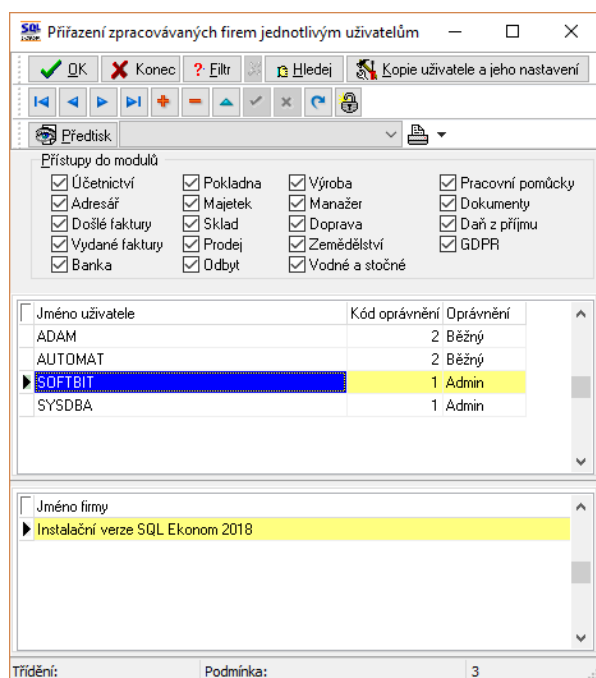 SQL Přiřazení zpracovávaných firem jednotlivým uživatelům
OK Konec Filtr Hledej Kopie uživatele a jeho nastavení
Předtisk
Přístupy do modulů
Účetnictví Pokladna Výroba Pracovní pomůcky
Adresář Majetek Manažer Dokumenty
Došlé faktury Sklad Doprava Daň z příjmu
Vydané faktury Prodej Zemědělství GDPR
Banka Odbyt Vodné a stočné
Jméno uživatele Kód oprávnění Oprávnění
ADAM 2 Běžný
AUTOMAT 2 Běžný
SOFTBIT 1 Admin
SYSDBA 1 Admin
Jméno firmy
Instalační verze SQL Ekonom 2018
Třídění: Podmínka: 3